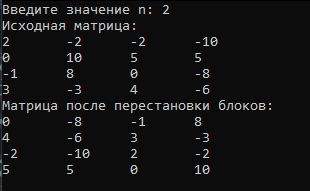 Введите значение n: 2
Исходная матрица:
2 -2 -2 -10
0 10 5 5
-1 8 0 -8
3 -3 4 -6
Матрица после перестановки блоков:
0 -8 -1 8
4 -6 3 -3
-2 -10 2 -2
5 5 0 10